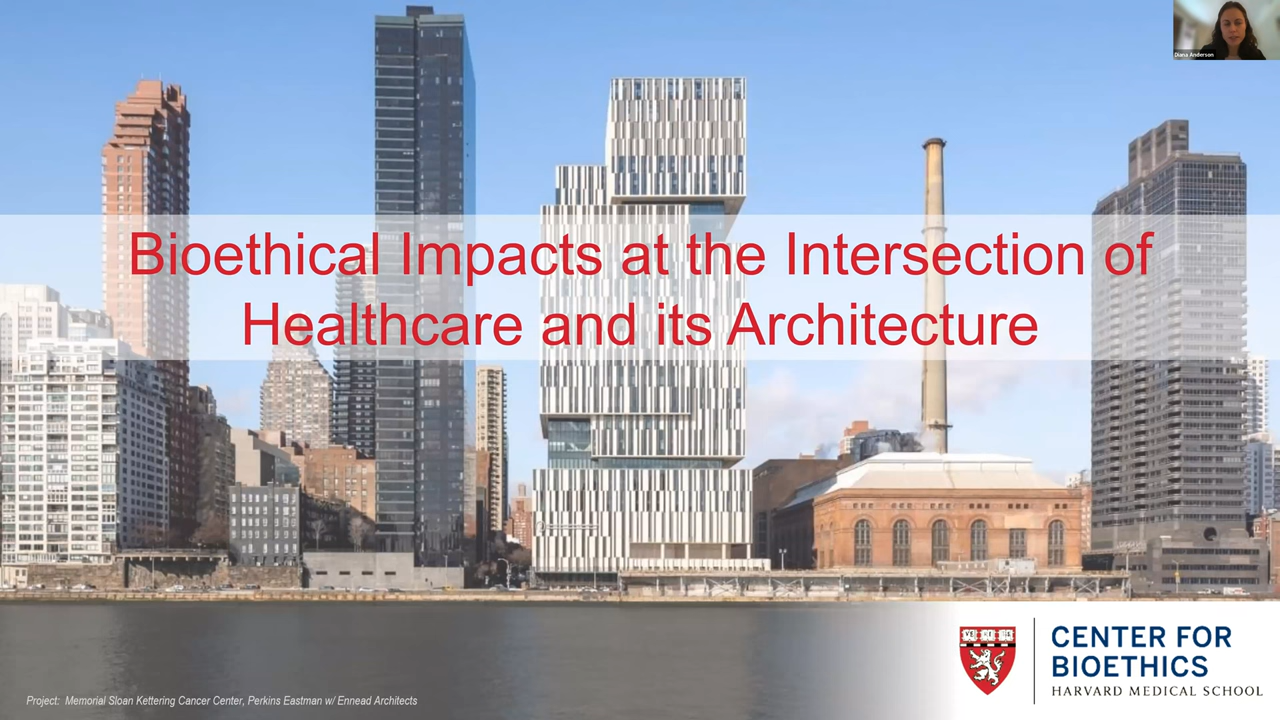 Diana Anderson
Bioethical Impacts at the Intersection of
Healthcare and its Architecture
CENTER FOR
BIOETHICS
HARVARD MEDICAL SCHOOL
Project: Memorial Sloan Kettering Cancer Center, Perkins Eastman w/ Ennead Architects